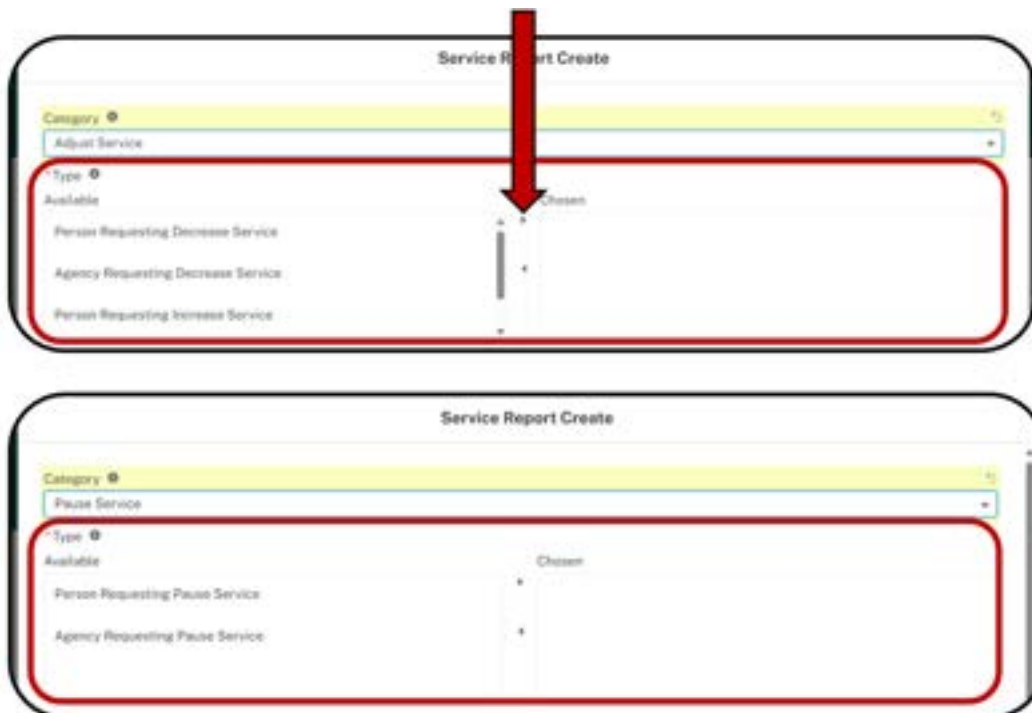 Service Report Create
Category
Adjust Service
*Type
Available Chosen
Person Requesting Decrease Service
Agency Requesting Decrease Service
Person Requesting Increase Service
Service Report Create
Category
Pause Service
*Type
Available Chosen
Person Requesting Pause Service
Agency Requesting Pause Service